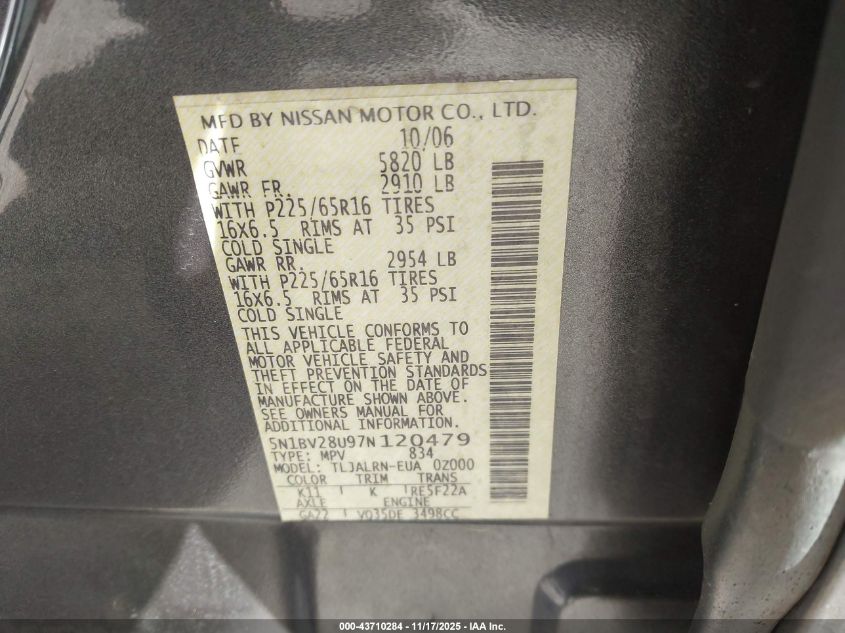 MFD BY NISSAN MOTOR CO., LTD.
DATE 10/06
GVWR 5820 LB
GAWR FR. 2910 LB
WITH P225/65R16 TIRES
16X6.5 RIMS AT 35 PSI
COLD SINGLE
GAWR RR. 2954 LB
WITH P225/65R16 TIRES
16X6.5 RIMS AT 35 PSI
COLD SINGLE
THIS VEHICLE CONFORMS TO
ALL APPLICABLE FEDERAL
MOTOR VEHICLE SAFETY AND
THEFT PREVENTION STANDARDS
IN EFFECT ON THE DATE OF
MANUFACTURE SHOWN ABOVE.
SEE OWNERS MANUAL FOR
ADDITIONAL INFORMATION.
5N1BV28U97N120479
TYPE: MPV 834
MODEL: TLJALRN-EUA 0Z000
COLOR TRIM TRANS
K11 K RE5F22A
AXLE ENGINE
GA22 VQ35DE 3498CC
000-43710284 - 11/17/2025 - IAA Inc.